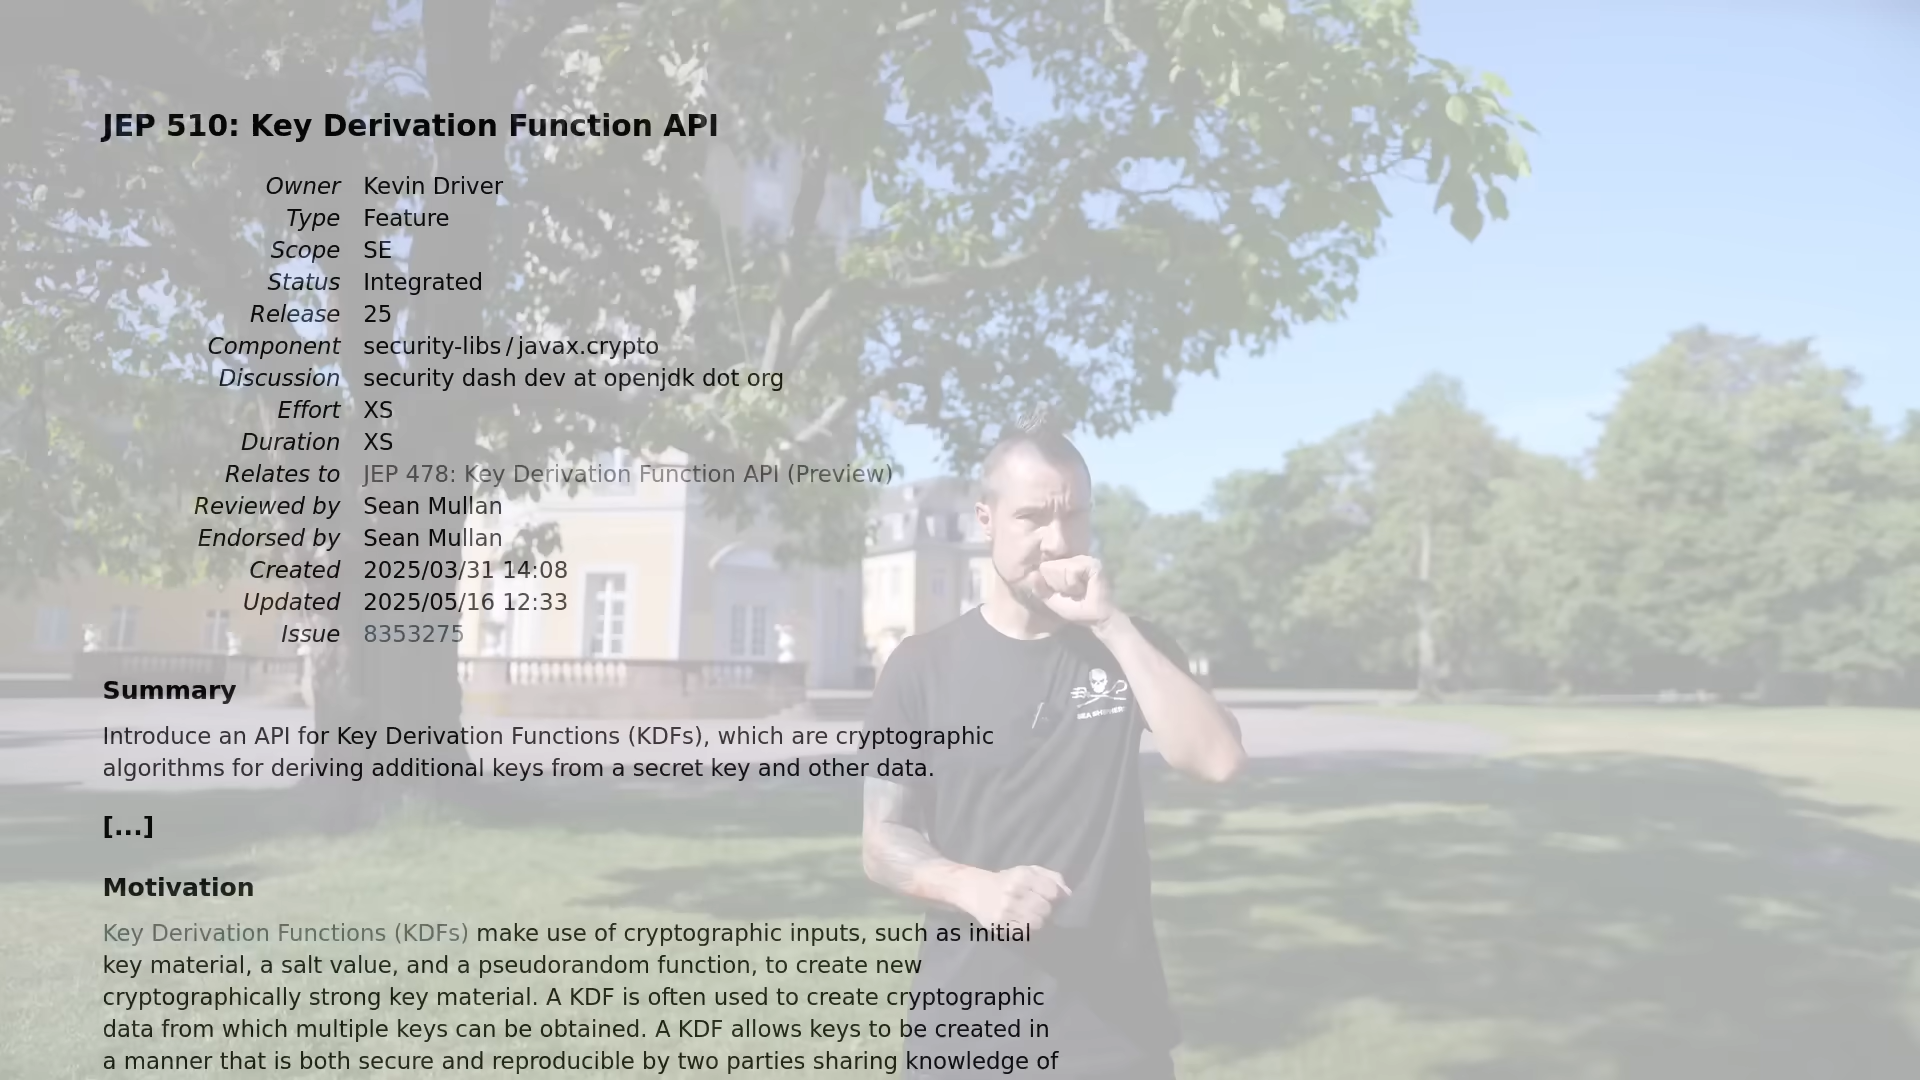 JEP 510: Key Derivation Function API
Owner Kevin Driver
Type Feature
Scope SE
Status Integrated
Release 25
Component security-libs / javax.crypto
Discussion security dash dev at openjdk dot org
Effort XS
Duration XS
Relates to JEP 478: Key Derivation Function API (Preview)
Reviewed by Sean Mullan
Endorsed by Sean Mullan
Created 2025/03/31 14:08
Updated 2025/05/16 12:33
Issue 8353275
Summary
Introduce an API for Key Derivation Functions (KDFs), which are cryptographic
algorithms for deriving additional keys from a secret key and other data.
[...]
Motivation
Key Derivation Functions (KDFs) make use of cryptographic inputs, such as initial
key material, a salt value, and a pseudorandom function, to create new
cryptographically strong key material. A KDF is often used to create cryptographic
data from which multiple keys can be obtained. A KDF allows keys to be created in
a manner that is both secure and reproducible by two parties sharing knowledge of
SEA SHEPHERD